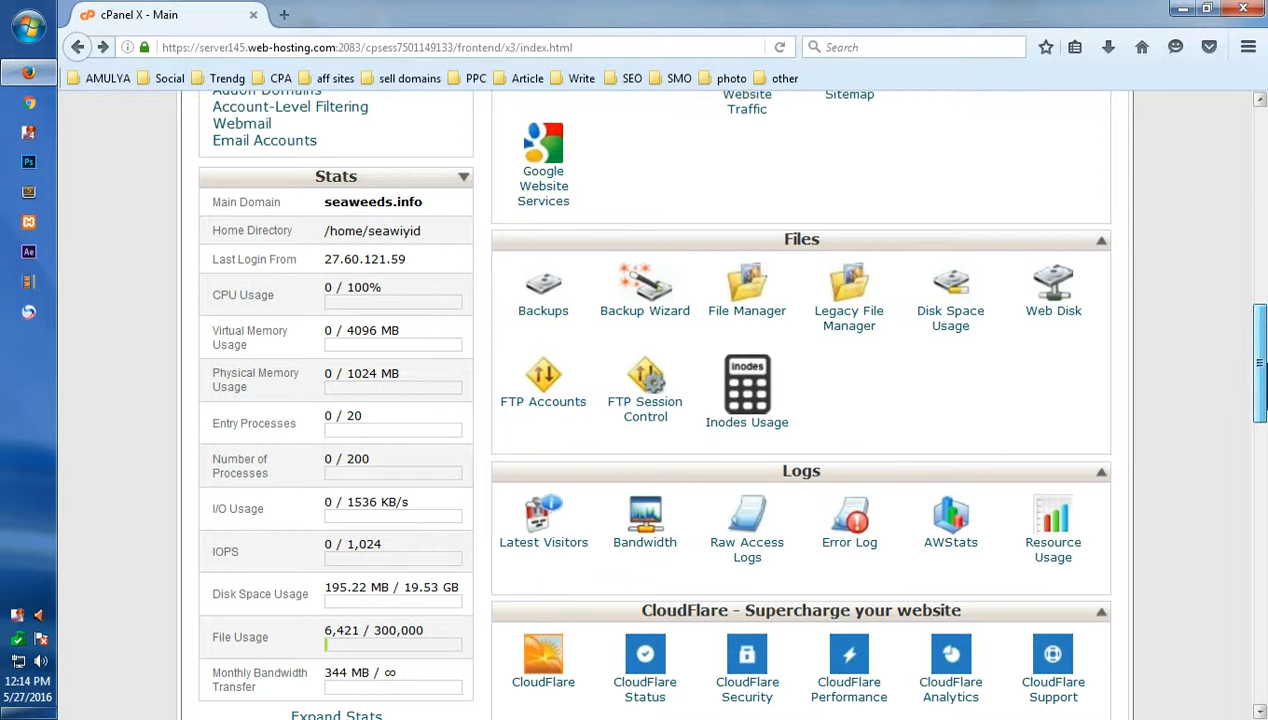 cPanel X - Main
https://server145.web-hosting.com:2083/cpsess7501149133/frontend/x3/index.html
Search
AMULYA
Social
Trendg
CPA
aff sites
sell domains
PPC
Article
Write
SEO
SMO
photo
other
Addon Domains
Account-Level Filtering
Webmail
Email Accounts
Stats
Main Domain seaweeds.info
Home Directory /home/seawiyid
Last Login From 27.60.121.59
CPU Usage 0 / 100%
Virtual Memory Usage 0 / 4096 MB
Physical Memory Usage 0 / 1024 MB
Entry Processes 0 / 20
Number of Processes 0 / 200
I/O Usage 0 / 1536 KB/s
IOPS 0 / 1,024
Disk Space Usage 195.22 MB / 19.53 GB
File Usage 6,421 / 300,000
Monthly Bandwidth Transfer 344 MB / ∞
Expand Stats
Website Traffic
Sitemap
Google Website Services
Files
Backups
Backup Wizard
File Manager
Legacy File Manager
Disk Space Usage
Web Disk
FTP Accounts
FTP Session Control
inodes
Inodes Usage
Logs
Latest Visitors
Bandwidth
Raw Access Logs
Error Log
AWStats
Resource Usage
CloudFlare - Supercharge your website
CloudFlare
CloudFlare Status
CloudFlare Security
CloudFlare Performance
CloudFlare Analytics
CloudFlare Support
Ps
Ae
12:14 PM
5/27/2016